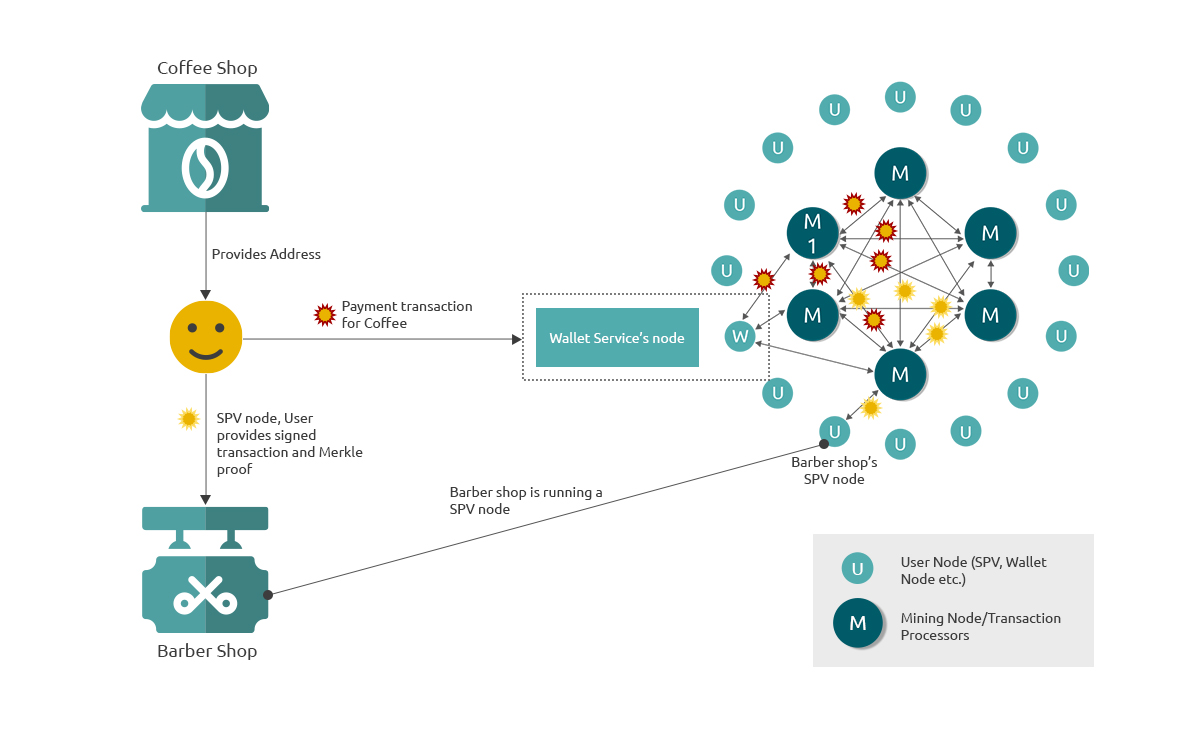 Coffee Shop
Provides Address
Payment transaction
for Coffee
Wallet Service's node
SPV node, User
provides signed
transaction and Merkle
proof
Barber shop is running a
SPV node
Barber Shop
U
U
U
U
U
M
U
U
M
1
M
U
U
M
M
W
U
M
U
U
U
U
U
Barber shop's
SPV node
U
U
User Node (SPV, Wallet
Node etc.)
M
Mining Node/Transaction
Processors